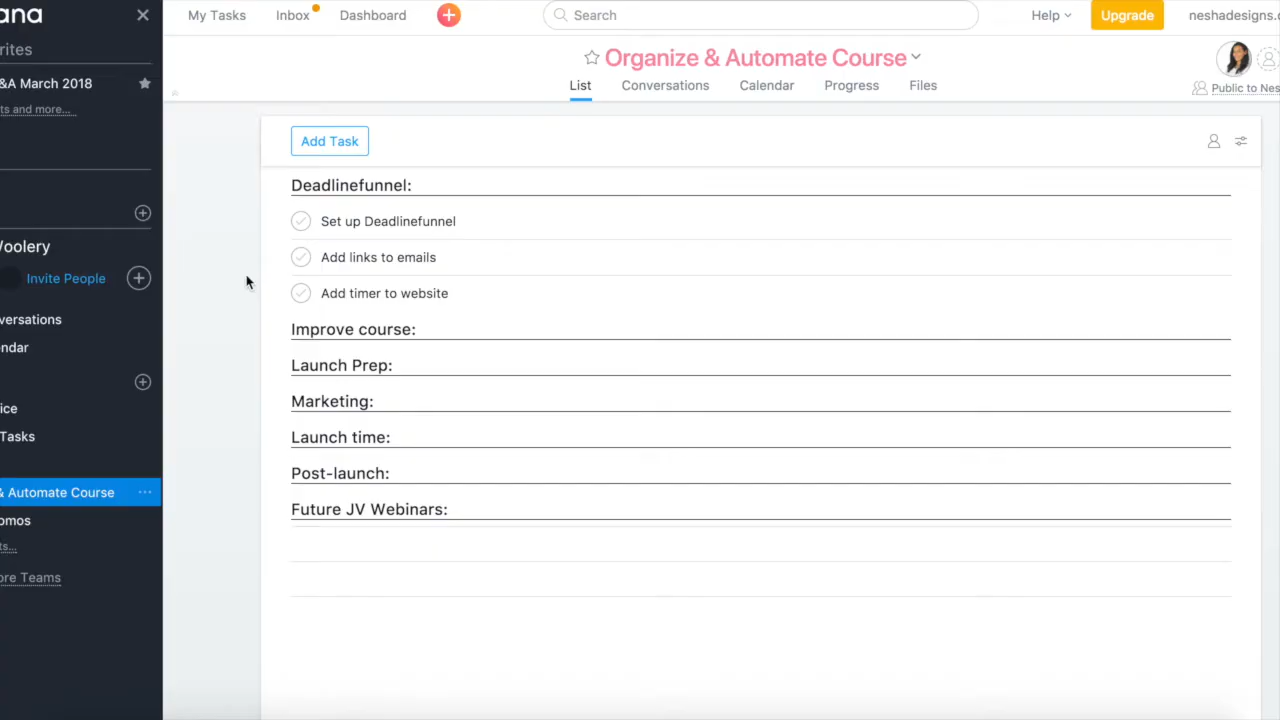 ana
My Tasks Inbox Dashboard Search Help Upgrade neshadesigns.c
rites
Organize & Automate Course
&A March 2018
List Conversations Calendar Progress Files
Public to Nes
ts and more...
Add Task
Deadlinefunnel:
Set up Deadlinefunnel
Woolery
Add links to emails
Invite People
Add timer to website
versations
Improve course:
ndar
Launch Prep:
Marketing:
ice
Tasks
Launch time:
Post-launch:
& Automate Course
Future JV Webinars:
omos
ts...
ore Teams